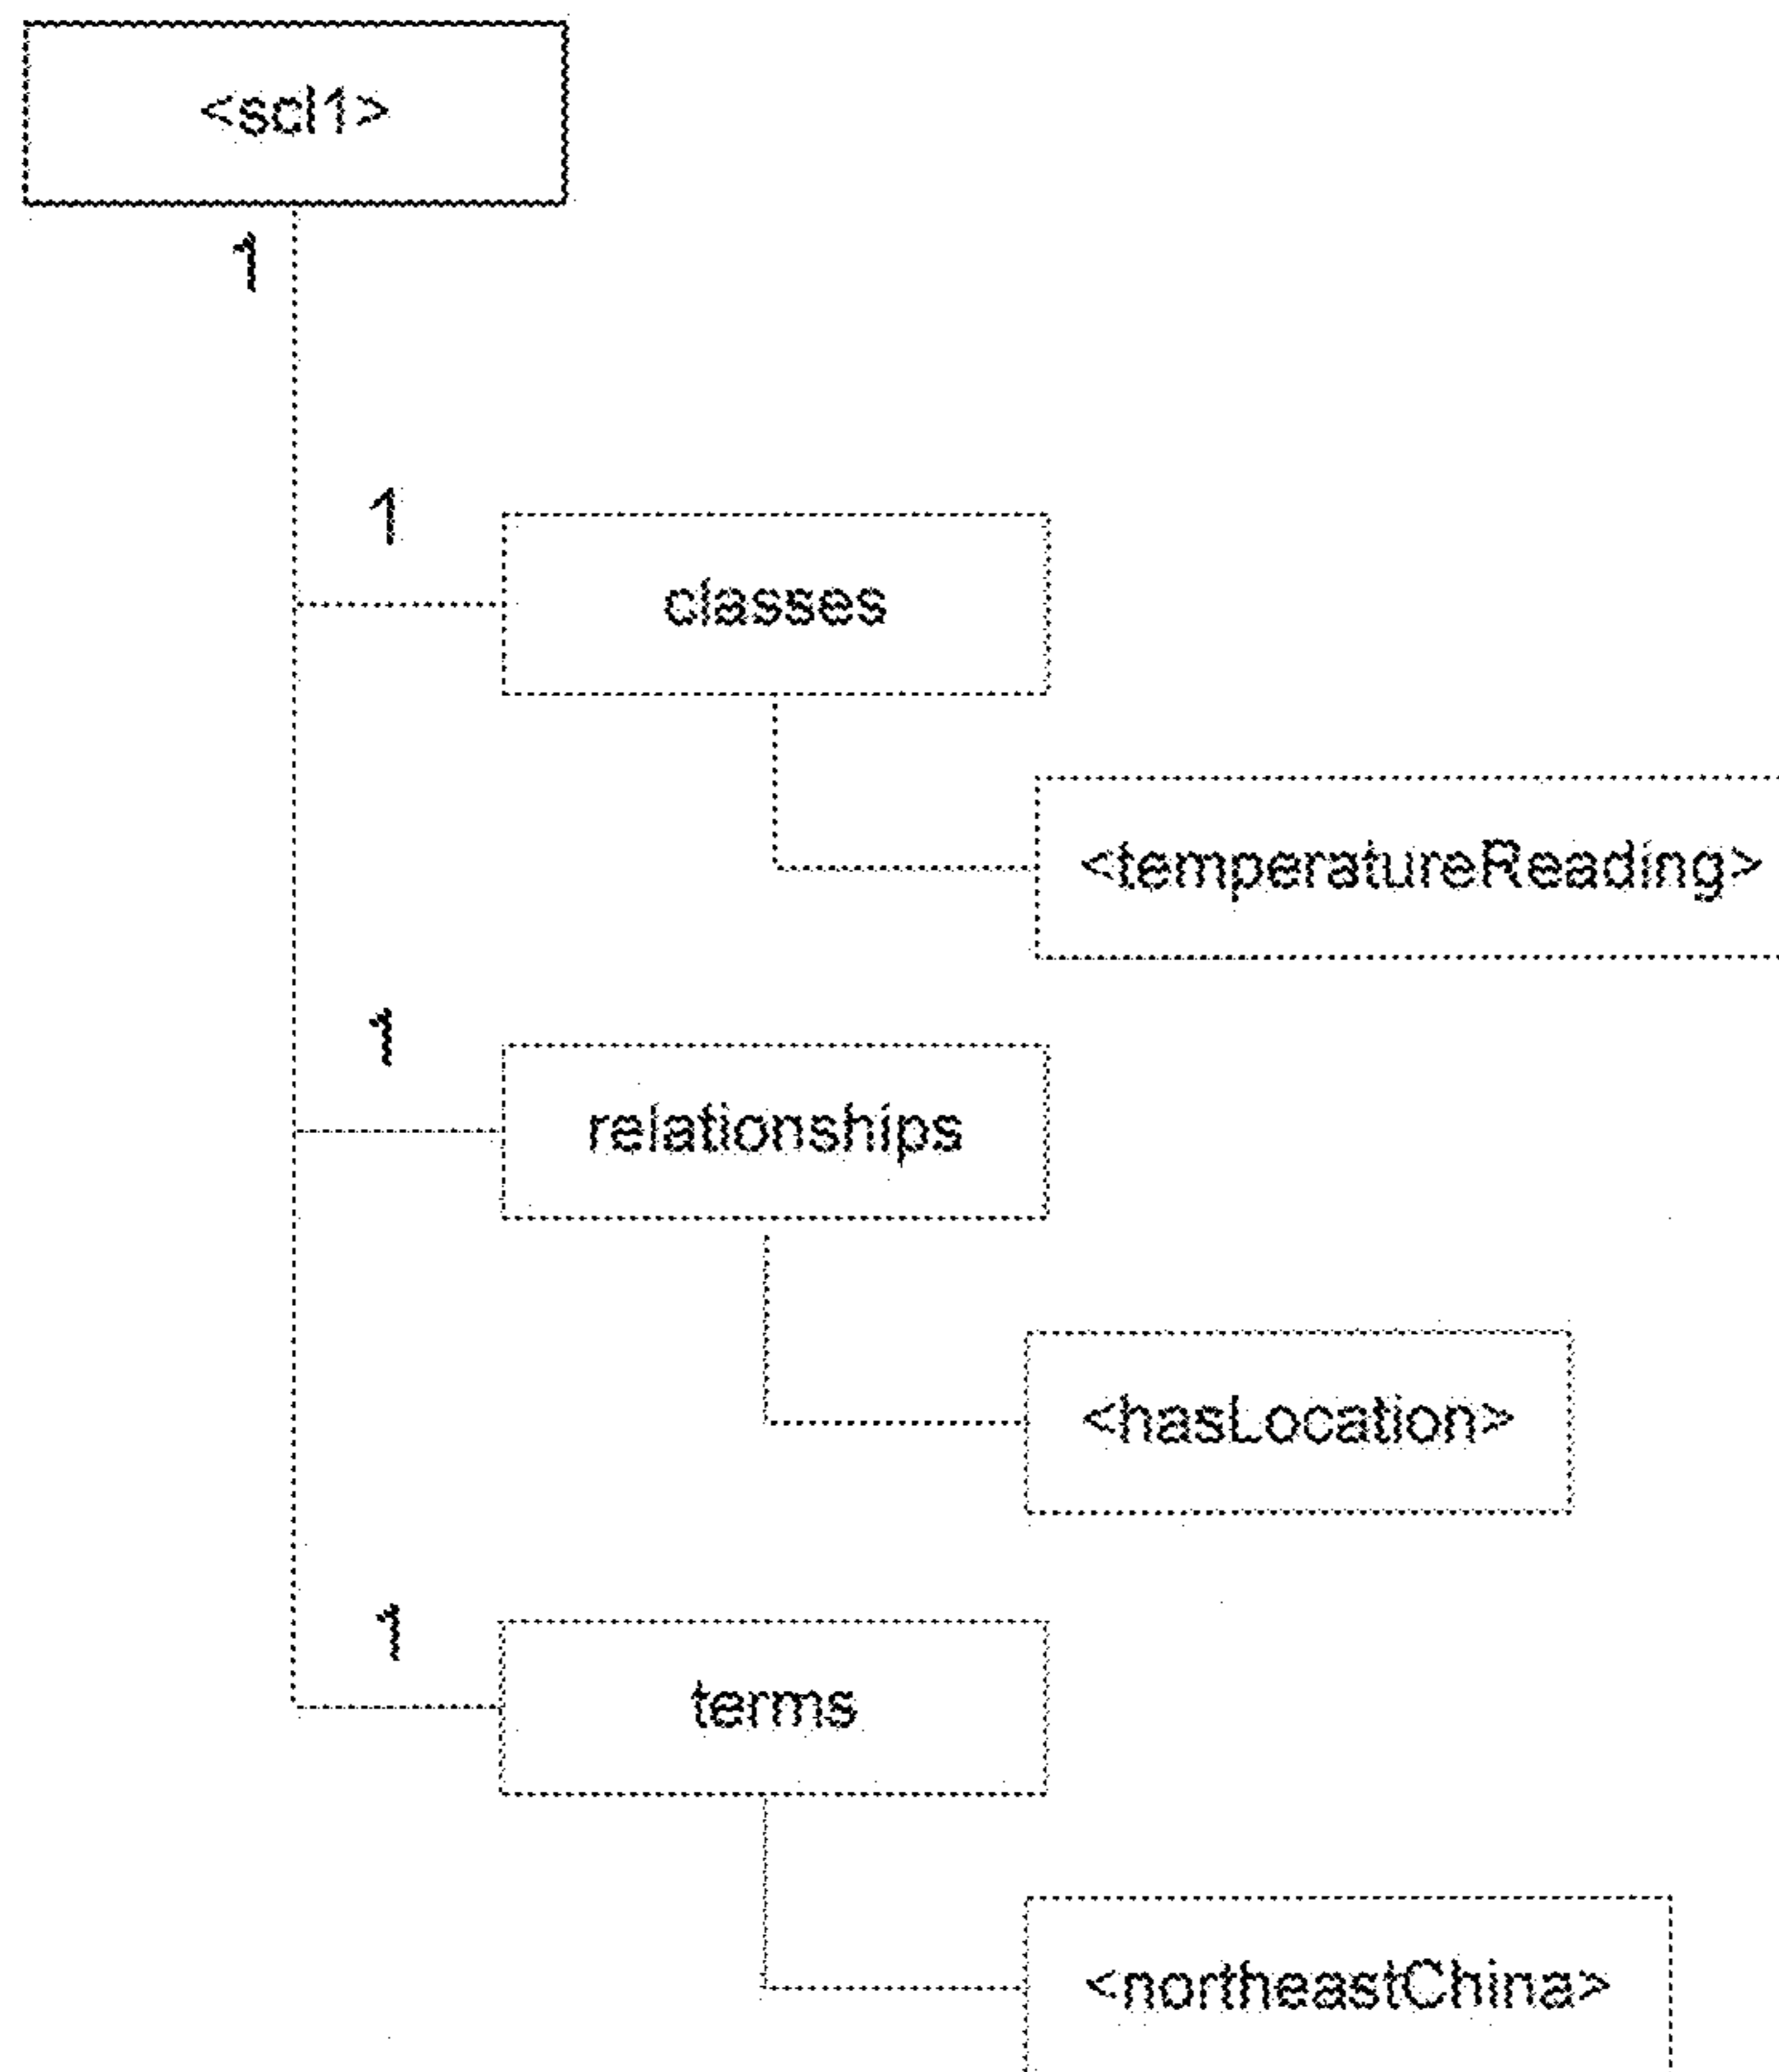 <scl1>
1
1
classes
<temperatureReading>
1
relationships
<hasLocation>
1
terms
<northeastChina>